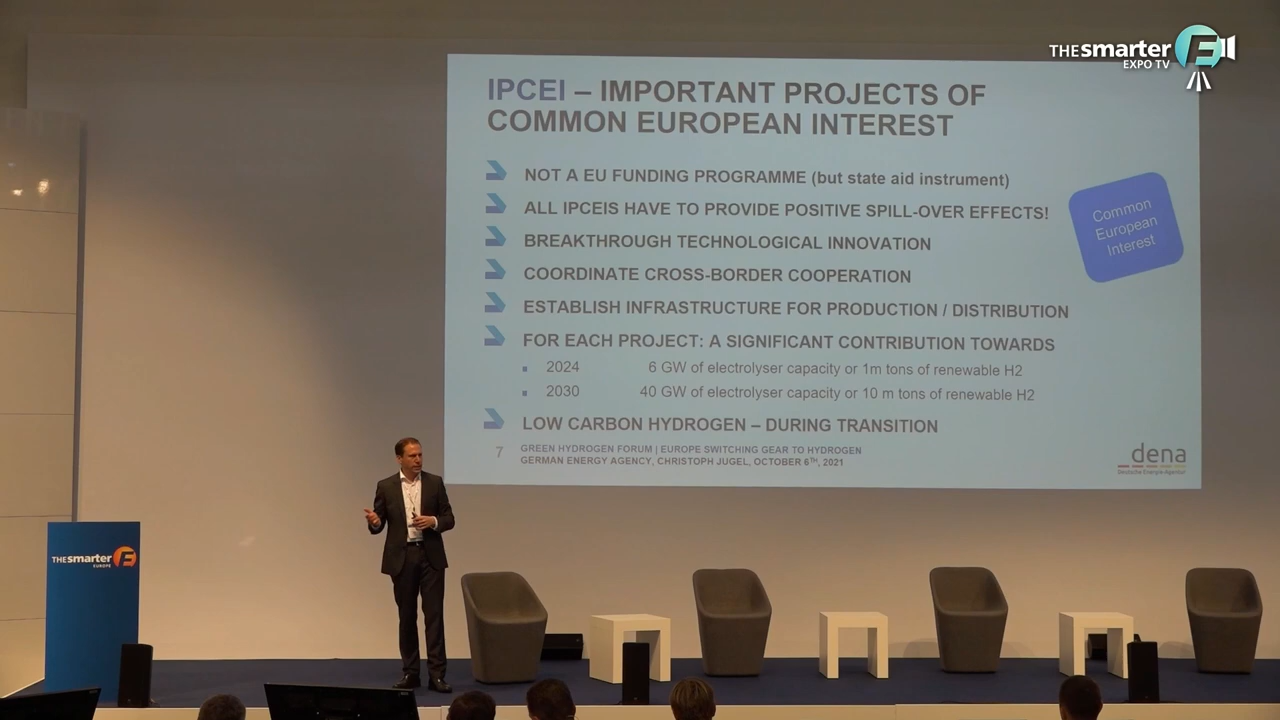 THE smarter E
EXPO TV
IPCEI – IMPORTANT PROJECTS OF
COMMON EUROPEAN INTEREST
NOT A EU FUNDING PROGRAMME (but state aid instrument)
ALL IPCEIS HAVE TO PROVIDE POSITIVE SPILL-OVER EFFECTS!
BREAKTHROUGH TECHNOLOGICAL INNOVATION
COORDINATE CROSS-BORDER COOPERATION
ESTABLISH INFRASTRUCTURE FOR PRODUCTION / DISTRIBUTION
FOR EACH PROJECT: A SIGNIFICANT CONTRIBUTION TOWARDS
2024 6 GW of electrolyser capacity or 1m tons of renewable H2
2030 40 GW of electrolyser capacity or 10 m tons of renewable H2
LOW CARBON HYDROGEN – DURING TRANSITION
Common
European
Interest
7 GREEN HYDROGEN FORUM | EUROPE SWITCHING GEAR TO HYDROGEN
GERMAN ENERGY AGENCY, CHRISTOPH JUGEL, OCTOBER 6TH, 2021
dena
Deutsche Energie-Agentur
THE smarter E
EUROPE